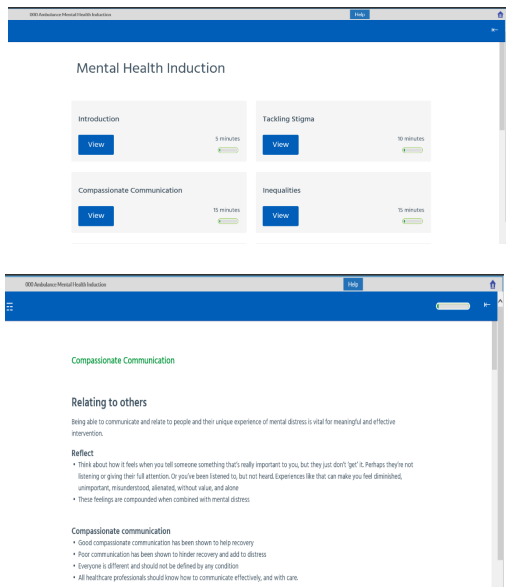 000 Ambulance Mental Health Induction
Help
Mental Health Induction
Introduction
View
5 minutes
Tackling Stigma
View
10 minutes
Compassionate Communication
View
15 minutes
Inequalities
View
15 minutes
000 Ambulance Mental Health Induction
Help
Compassionate Communication
Relating to others
Being able to communicate and relate to people and their unique experience of mental distress is vital for meaningful and effective
intervention.
Reflect
• Think about how it feels when you tell someone something that's really important to you, but they just don't 'get' it. Perhaps they're not
listening or giving their full attention. Or you've been listened to, but not heard. Experiences like that can make you feel diminished,
unimportant, misunderstood, alienated, without value, and alone
• These feelings are compounded when combined with mental distress
Compassionate communication
• Good compassionate communication has been shown to help recovery
• Poor communication has been shown to hinder recovery and add to distress
• Everyone is different and should not be defined by any condition
• All healthcare professionals should know how to communicate effectively, and with care.